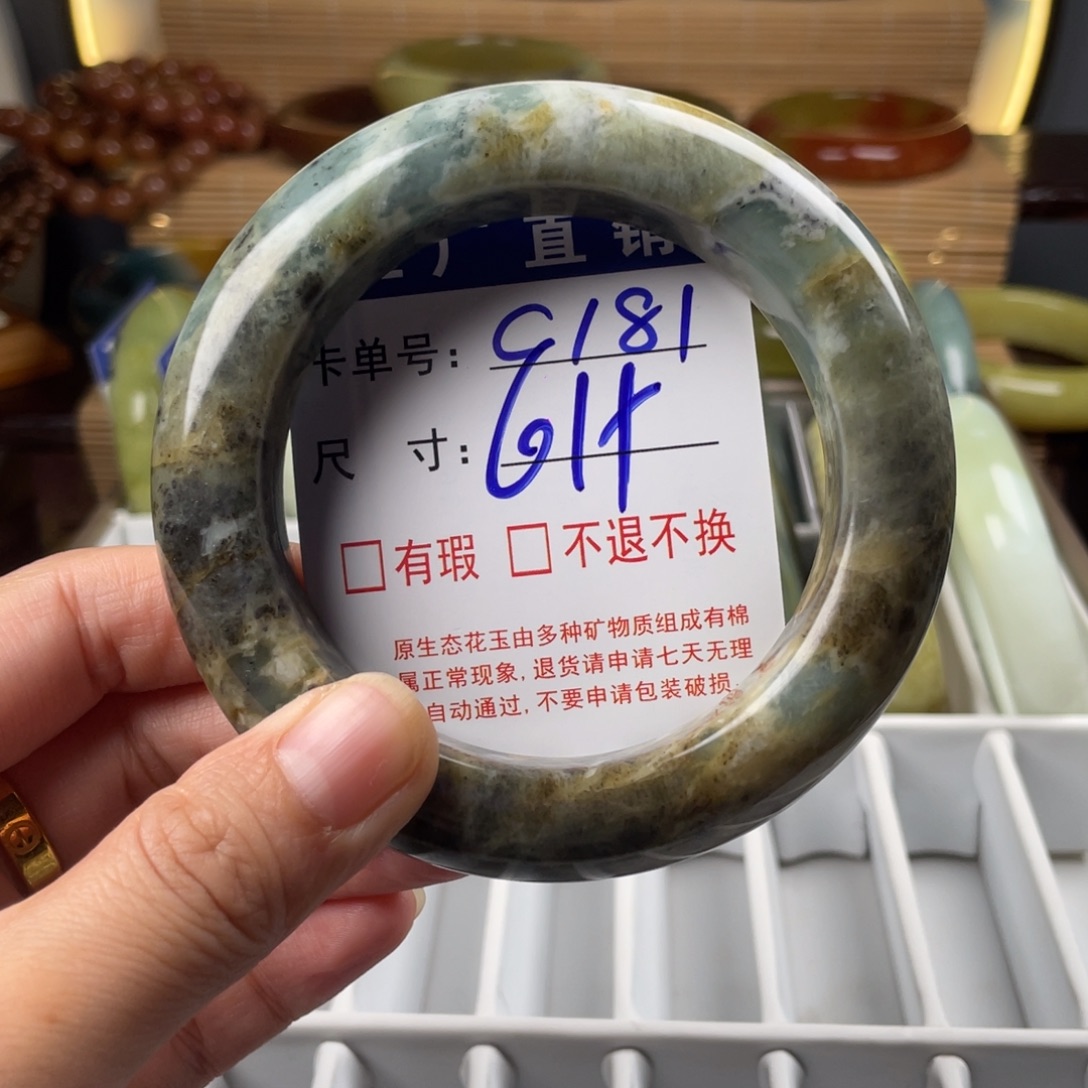 厂直销
卡单号：C181
尺 寸：61+
□有瑕 □不退不换
原生态花玉由多种矿物质组成有棉
属正常现象，退货请申请七天无理
自动通过，不要申请包装破损.